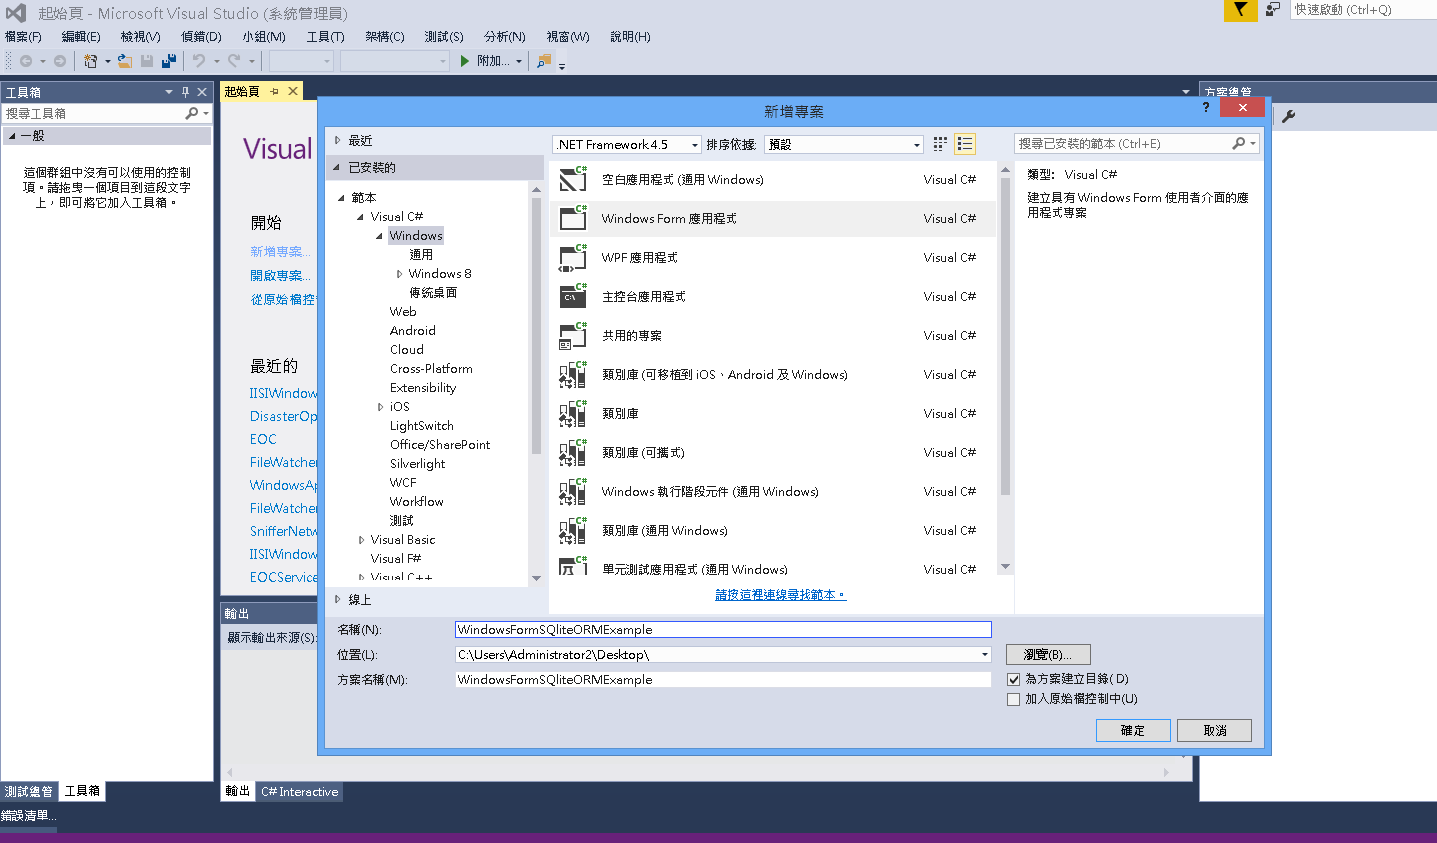 起始頁 - Microsoft Visual Studio (系統管理員)
快速啟動 (Ctrl+Q)
檔案(F) 編輯(E) 檢視(V) 偵錯(D) 小組(M) 工具(T) 架構(C) 測試(S) 分析(N) 視窗(W) 說明(H)
附加...
工具箱
搜尋工具箱
一般
這個群組中沒有可以使用的控制
項。請拖曳一個項目到這段文字
上，即可將它加入工具箱。
測試總管 工具箱
錯誤清單...
起始頁
Visual
開始
新增專案...
開啟專案...
從原始檔控
最近的
IISIWindow
DisasterOp
EOC
FileWatcher
WindowsAp
FileWatcher
SnifferNetw
IISIWindow
EOCService
輸出
顯示輸出來源(S):
輸出 C# Interactive
方案總管
新增專案
?
最近
已安裝的
範本
Visual C#
Windows
通用
Windows 8
傳統桌面
Web
Android
Cloud
Cross-Platform
Extensibility
iOS
LightSwitch
Office/SharePoint
Silverlight
WCF
Workflow
測試
Visual Basic
Visual F#
Visual C++
線上
.NET Framework 4.5 排序依據: 預設
搜尋已安裝的範本 (Ctrl+E)
空白應用程式 (通用 Windows) Visual C#
Windows Form 應用程式 Visual C#
WPF 應用程式 Visual C#
主控台應用程式 Visual C#
共用的專案 Visual C#
類別庫 (可移植到 iOS、Android 及 Windows) Visual C#
類別庫 Visual C#
類別庫 (可攜式) Visual C#
Windows 執行階段元件 (通用 Windows) Visual C#
類別庫 (通用 Windows) Visual C#
單元測試應用程式 (通用 Windows) Visual C#
請按這裡連線尋找範本。
類型: Visual C#
建立具有 Windows Form 使用者介面的應
用程式專案
名稱(N): WindowsFormSQliteORMExample
位置(L): C:\Users\Administrator2\Desktop\
瀏覽(B)...
方案名稱(M): WindowsFormSQliteORMExample
為方案建立目錄(D)
加入原始檔控制中(U)
確定 取消